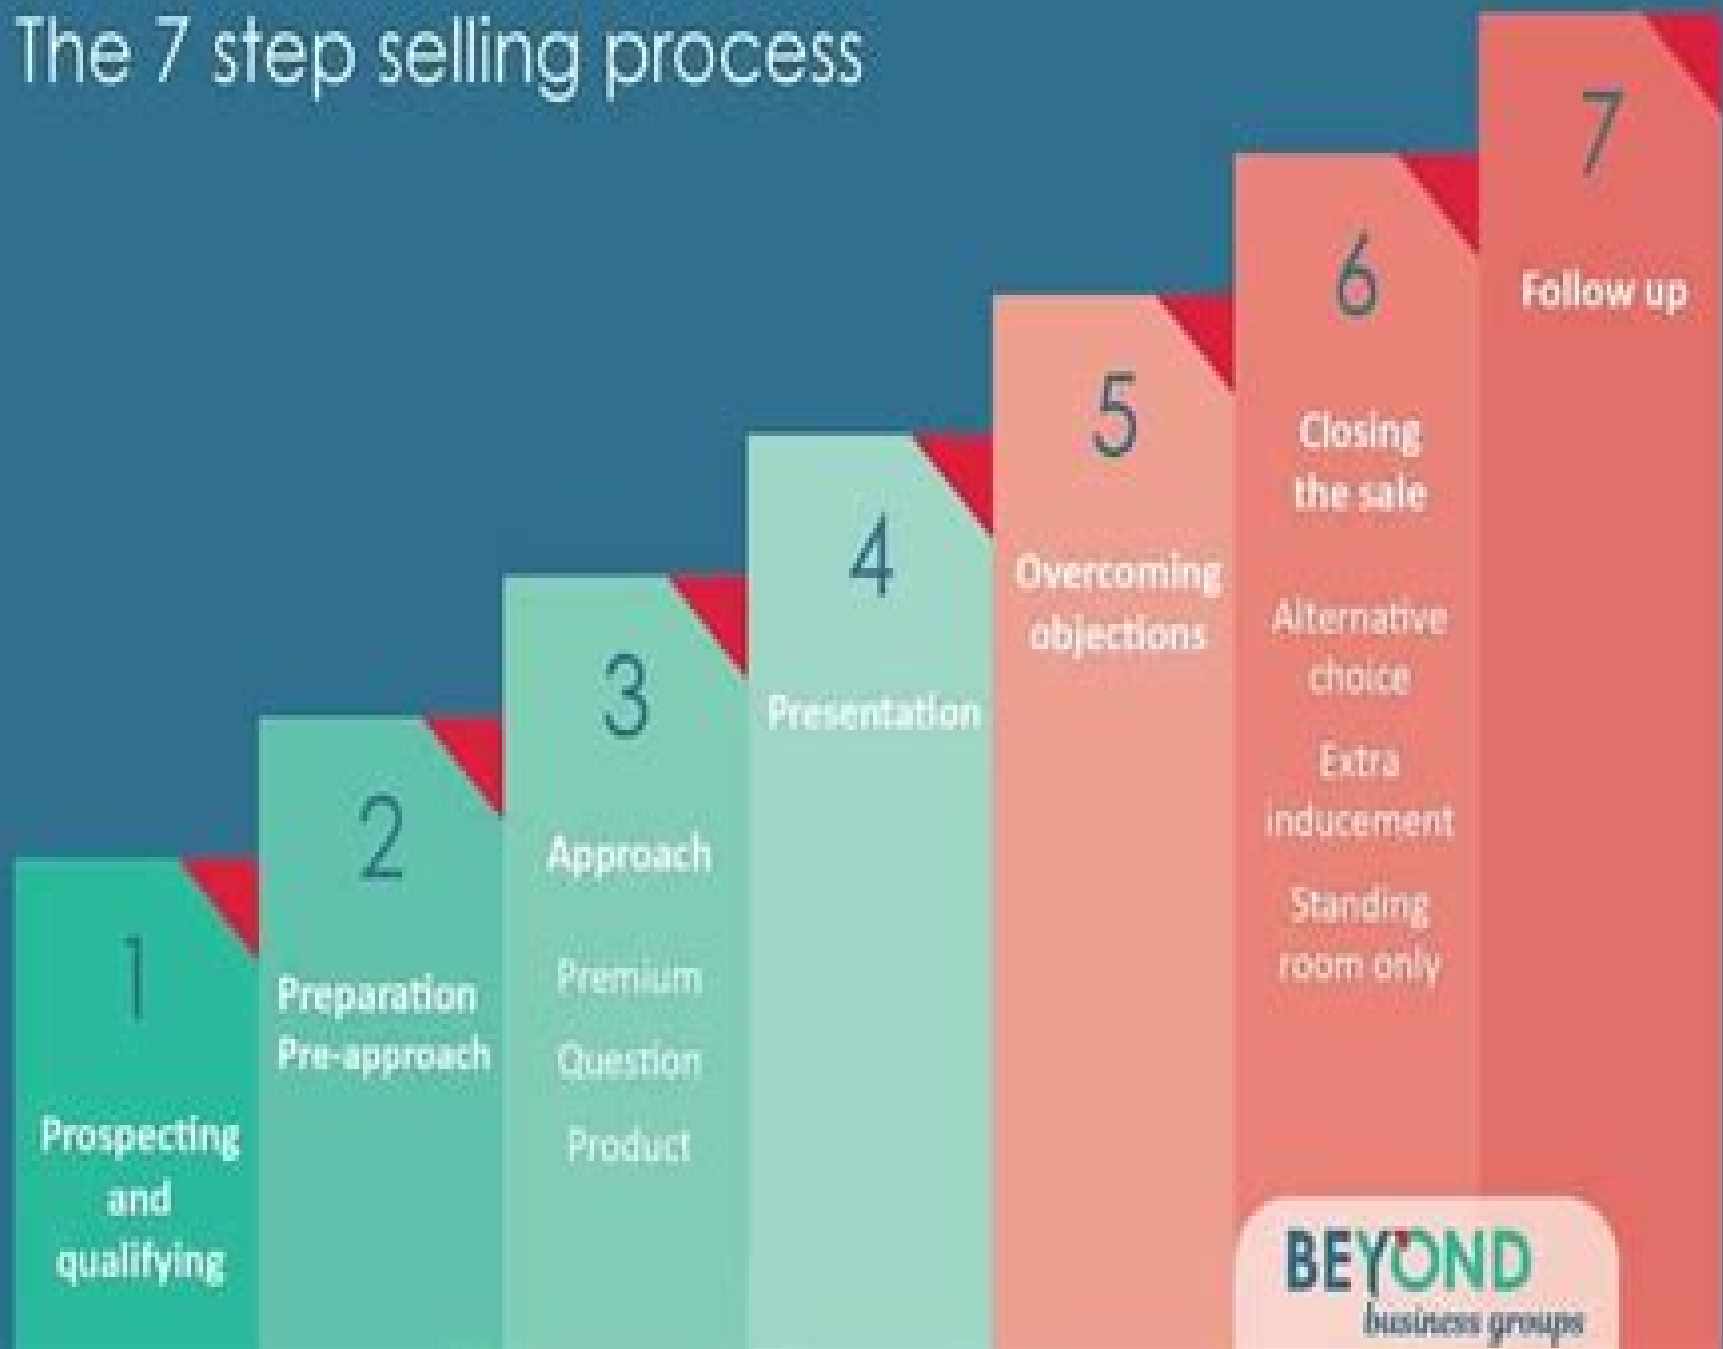 The 7 step selling process
1
Prospecting
and
qualifying
2
Preparation
Pre-approach
3
Approach
Premium
Question
Product
4
Presentation
5
Overcoming
objections
6
Closing
the sale
Alternative
choice
Extra
inducement
Standing
room only
7
Follow up
BEYOND
business groups